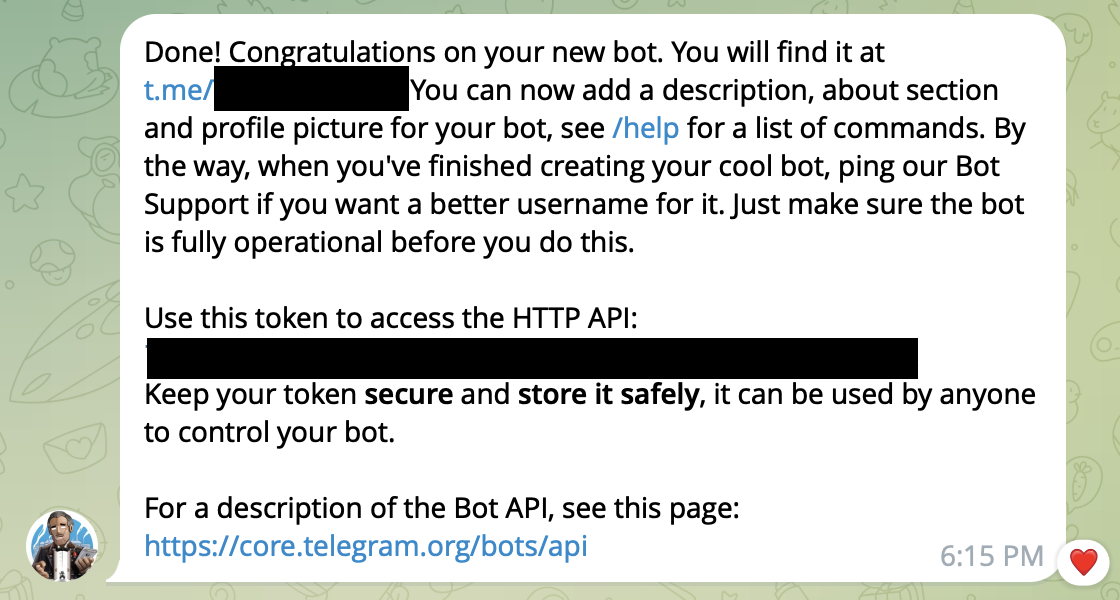 Done! Congratulations on your new bot. You will find it at
t.me/ You can now add a description, about section
and profile picture for your bot, see /help for a list of commands. By
the way, when you've finished creating your cool bot, ping our Bot
Support if you want a better username for it. Just make sure the bot
is fully operational before you do this.
Use this token to access the HTTP API:
Keep your token secure and store it safely, it can be used by anyone
to control your bot.
For a description of the Bot API, see this page:
https://core.telegram.org/bots/api
6:15 PM